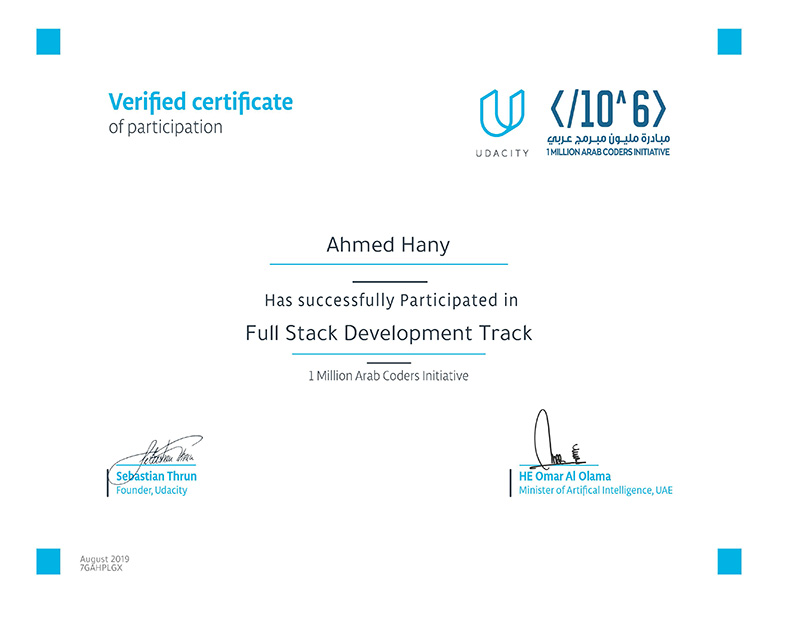 Verified certificate
of participation
UDACITY
</10^6>
مبادرة مليون مبرمج عربي
1 MILLION ARAB CODERS INITIATIVE
Ahmed Hany
Has successfully Participated in
Full Stack Development Track
1 Million Arab Coders Initiative
Sebastian Thrun
Sebastian Thrun
Founder, Udacity
HE Omar Al Olama
Minister of Artifical Intelligence, UAE
August 2019
7GAHPLGX